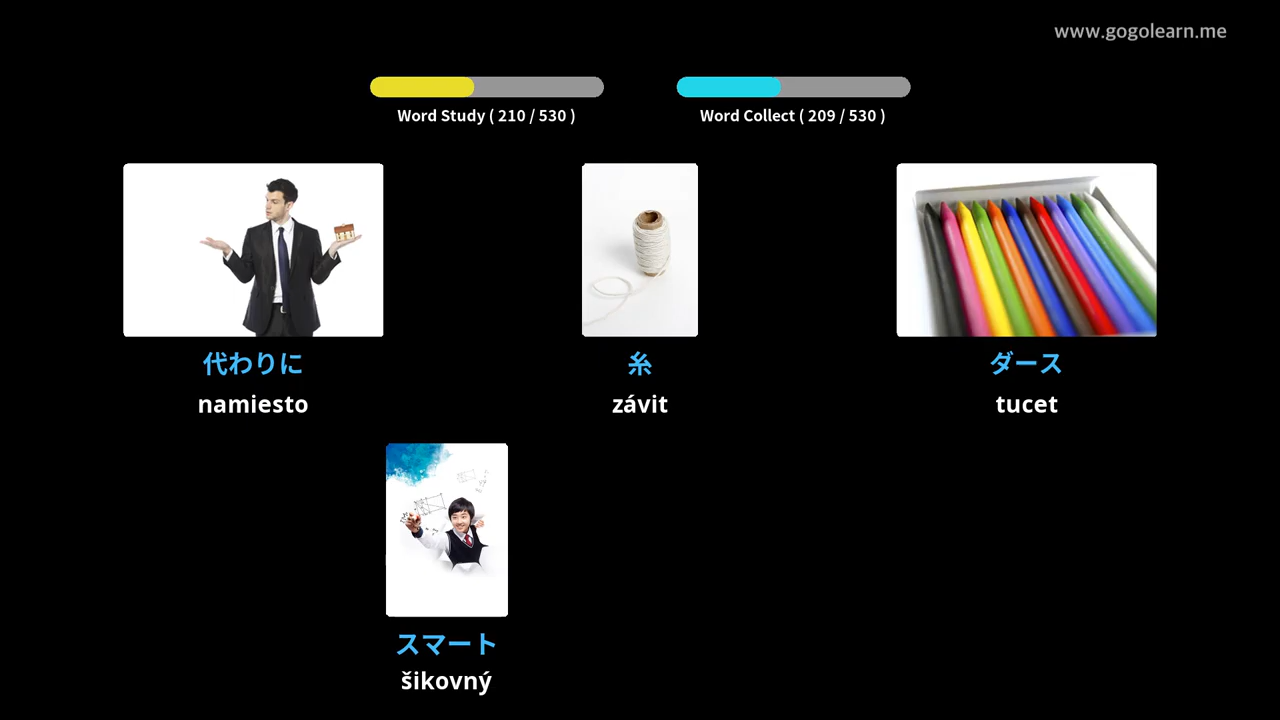 www.gogolearn.me
Word Study ( 210 / 530 )
Word Collect ( 209 / 530 )
代わりに
糸
ダース
namiesto
závit
tucet
スマート
šikovný